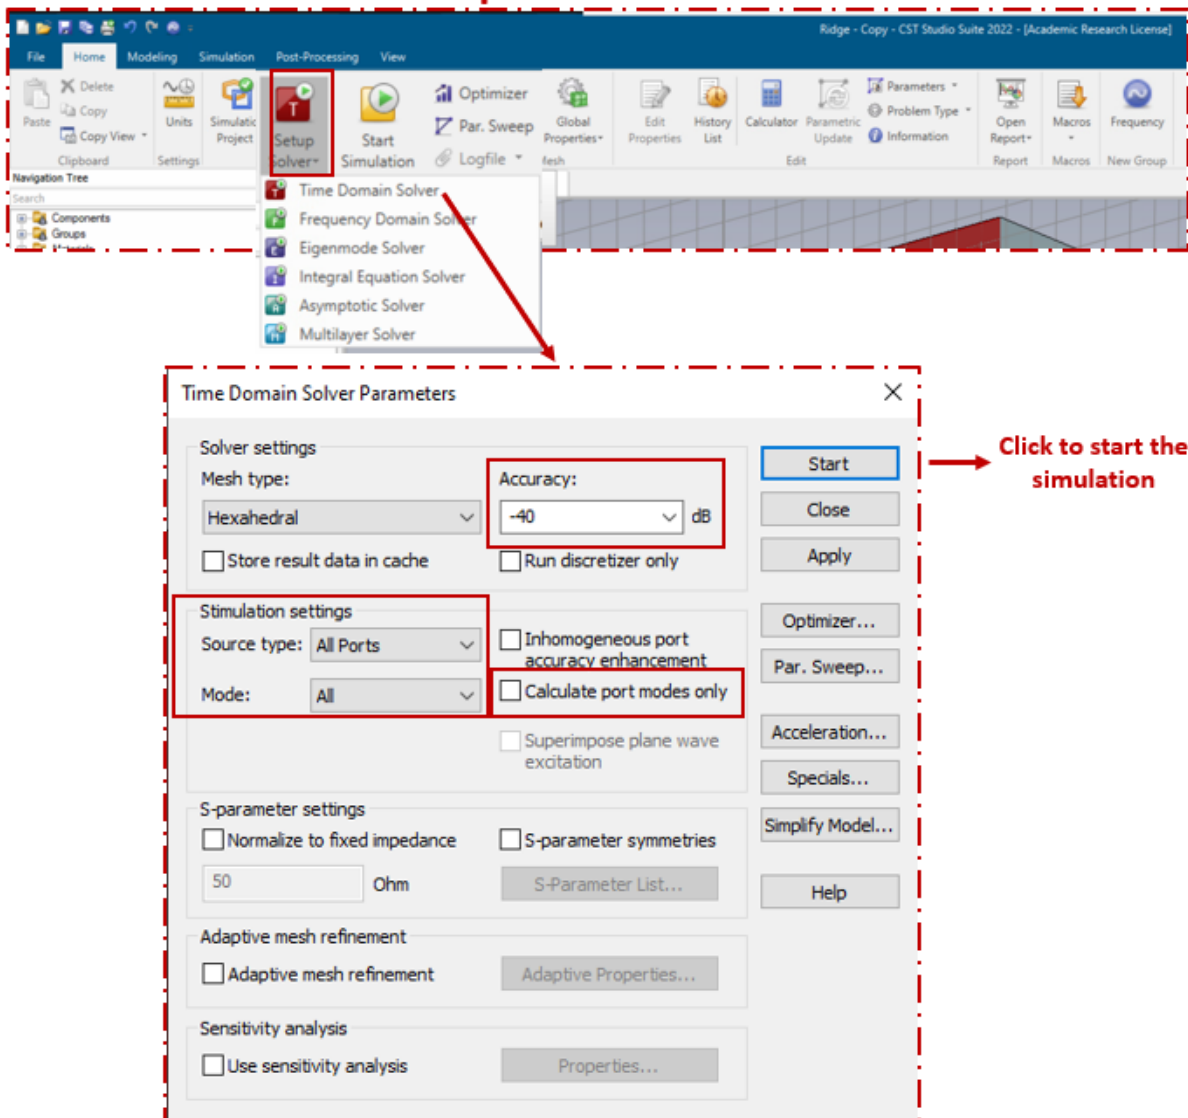 Ridge - Copy - CST Studio Suite 2022 - [Academic Research License]
File Home Modeling Simulation Post-Processing View
Paste
Delete
Copy
Copy View
Clipboard
Units
Settings
Simulatic
Project
T
Setup
Solver
Start
Simulation
Optimizer
Par. Sweep
Logfile
Global
Properties
Mesh
Edit
Properties
History
List
Calculator
Parametric
Update
Parameters
Problem Type
Information
Edit
Open
Report
Report
Macros
Macros
Frequency
New Group
Navigation Tree
Search
Components
Groups
Time Domain Solver
Frequency Domain Solver
Eigenmode Solver
Integral Equation Solver
Asymptotic Solver
Multilayer Solver
Time Domain Solver Parameters
Solver settings
Mesh type:
Hexahedral
Store result data in cache
Accuracy:
-40 dB
Run discretizer only
Stimulation settings
Source type: All Ports
Mode: All
Inhomogeneous port
accuracy enhancement
Calculate port modes only
Superimpose plane wave
excitation
S-parameter settings
Normalize to fixed impedance
50 Ohm
S-parameter symmetries
S-Parameter List...
Adaptive mesh refinement
Adaptive mesh refinement
Adaptive Properties...
Sensitivity analysis
Use sensitivity analysis
Properties...
Start
Close
Apply
Optimizer...
Par. Sweep...
Acceleration...
Specials...
Simplify Model...
Help
Click to start the
simulation